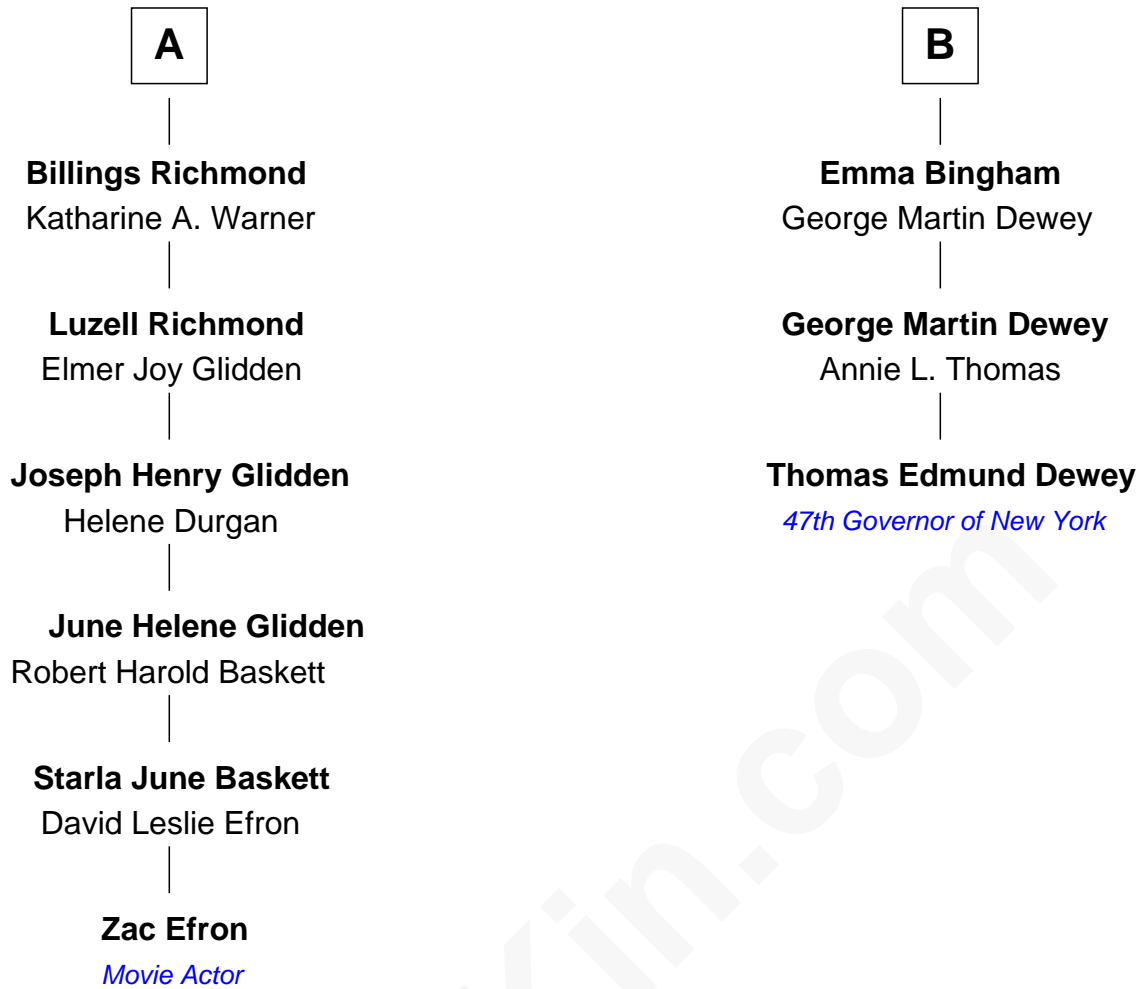 A
Billings Richmond
Katharine A. Warner
Luzell Richmond
Elmer Joy Glidden
Joseph Henry Glidden
Helene Durgan
June Helene Glidden
Robert Harold Baskett
Starla June Baskett
David Leslie Efron
Zac Efron
Movie Actor
B
Emma Bingham
George Martin Dewey
George Martin Dewey
Annie L. Thomas
Thomas Edmund Dewey
47th Governor of New York
Kin.com